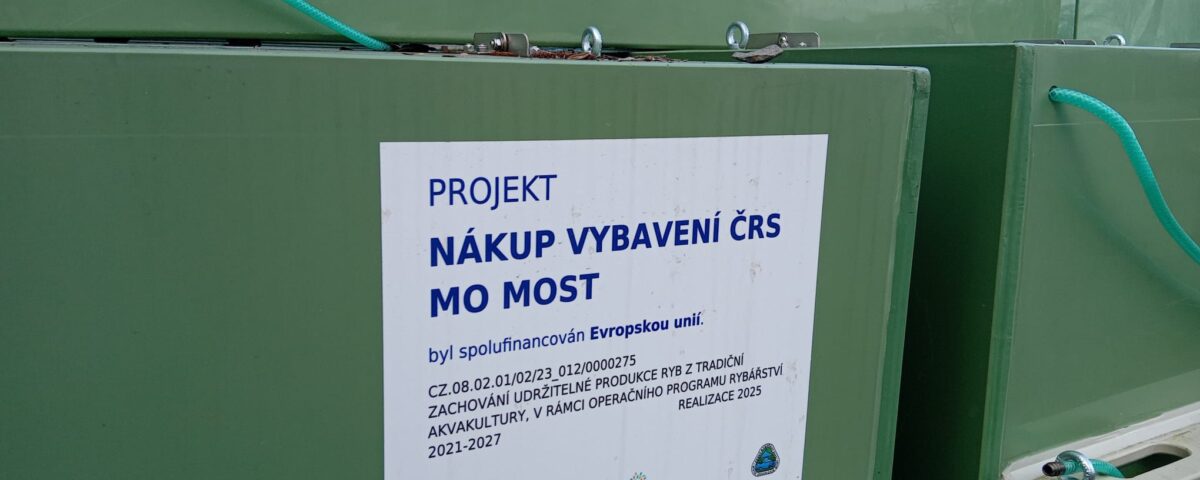 PROJEKT
NÁKUP VYBAVENÍ ČRS
MO MOST
byl spolufinancován Evropskou unií.
CZ.08.02.01/02/23_012/0000275
ZACHOVÁNÍ UDRŽITELNÉ PRODUKCE RYB Z TRADIČNÍ
AKVAKULTURY, V RÁMCI OPERAČNÍHO PROGRAMU RYBÁŘSTVÍ
2021-2027
REALIZACE 2025